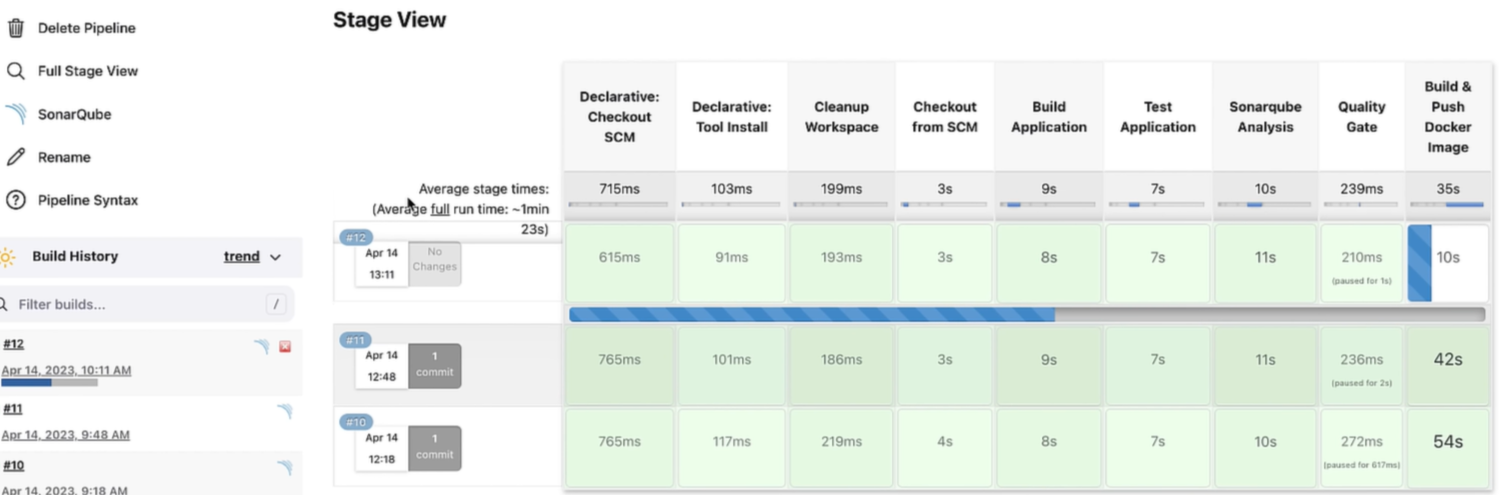 Delete Pipeline
Full Stage View
SonarQube
Rename
Pipeline Syntax
Build History trend
Filter builds... /
#12
Apr 14, 2023, 10:11 AM
#11
Apr 14, 2023, 9:48 AM
#10
Apr 14, 2023, 9:18 AM
Stage View
Declarative:
Checkout
SCM
Declarative:
Tool Install
Cleanup
Workspace
Checkout
from SCM
Build
Application
Test
Application
Sonarqube
Analysis
Quality
Gate
Build &
Push
Docker
Image
Average stage times:
(Average full run time: ~1min
23s)
715ms 103ms 199ms 3s 9s 7s 10s 239ms 35s
#12
Apr 14
13:11
No
Changes
615ms 91ms 193ms 3s 8s 7s 11s 210ms 10s
(paused for 1s)
#11
Apr 14
12:48
1
commit
765ms 101ms 186ms 3s 9s 7s 11s 236ms 42s
(paused for 2s)
#10
Apr 14
12:18
1
commit
765ms 117ms 219ms 4s 8s 7s 10s 272ms 54s
(paused for 617ms)